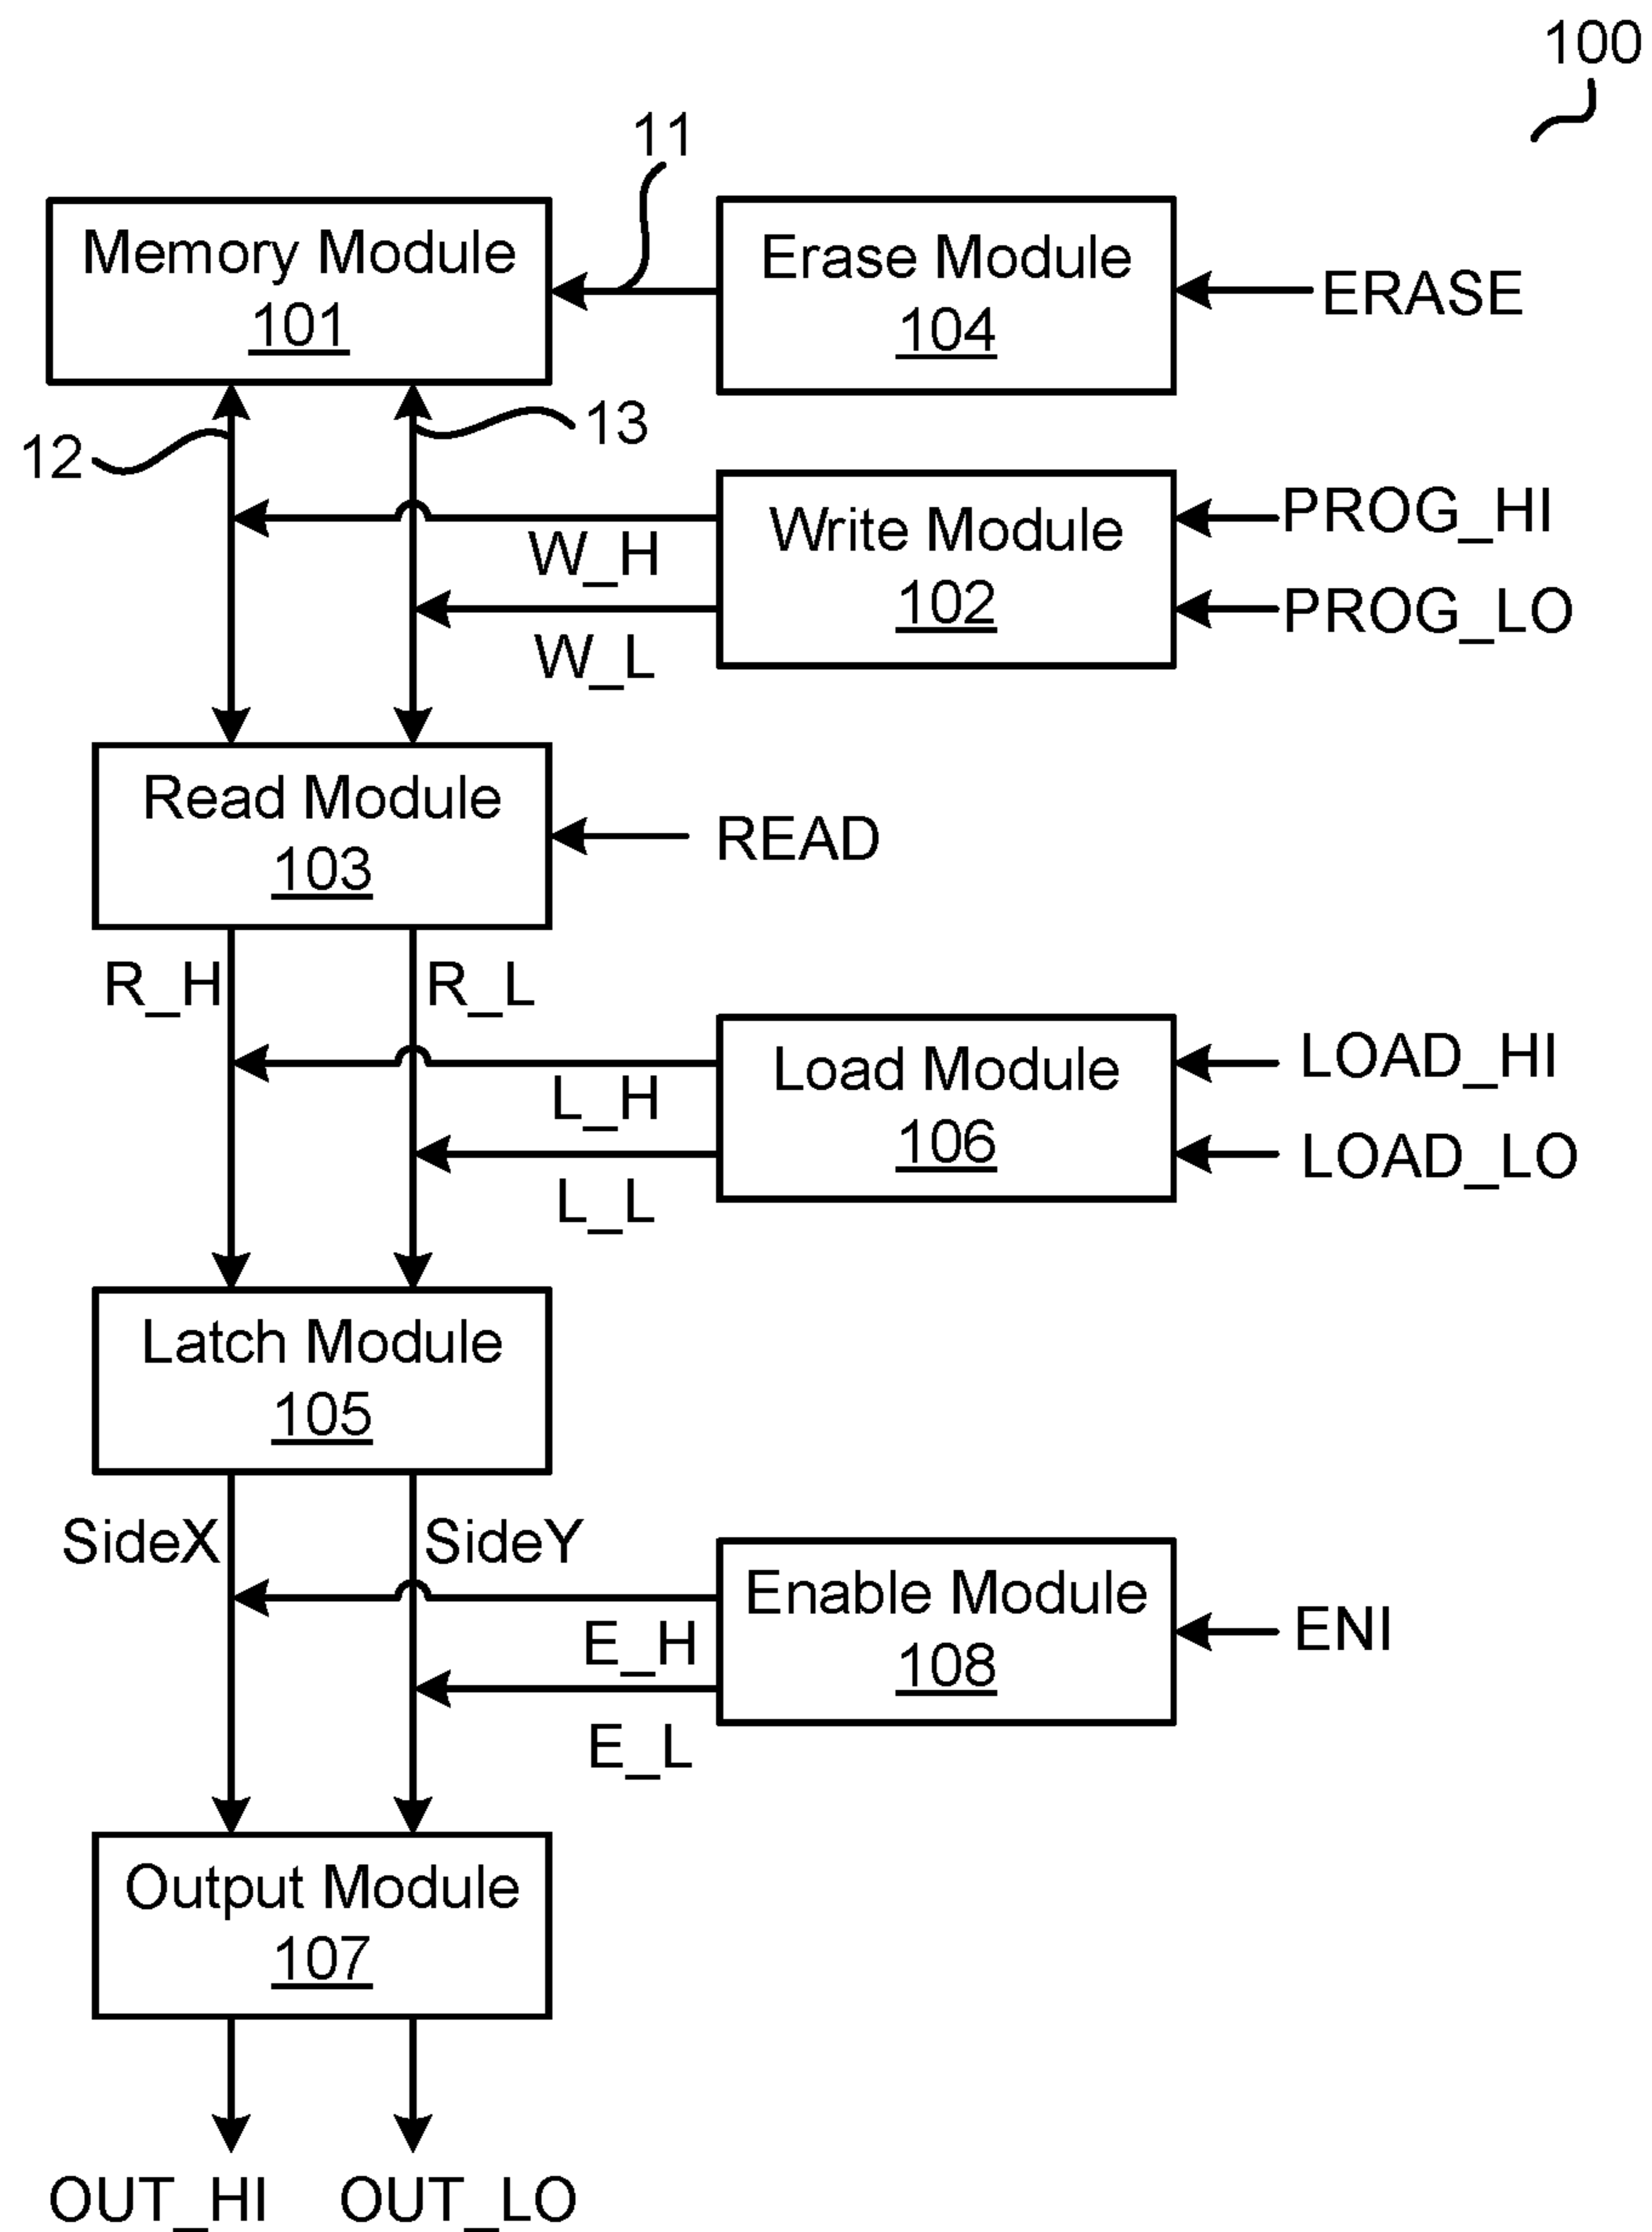 100
11
Memory Module
101
Erase Module
104
ERASE
12
13
Write Module
102
PROG_HI
PROG_LO
W_H
W_L
Read Module
103
READ
R_H
R_L
Load Module
106
LOAD_HI
LOAD_LO
L_H
L_L
Latch Module
105
SideX
SideY
Enable Module
108
ENI
E_H
E_L
Output Module
107
OUT_HI
OUT_LO